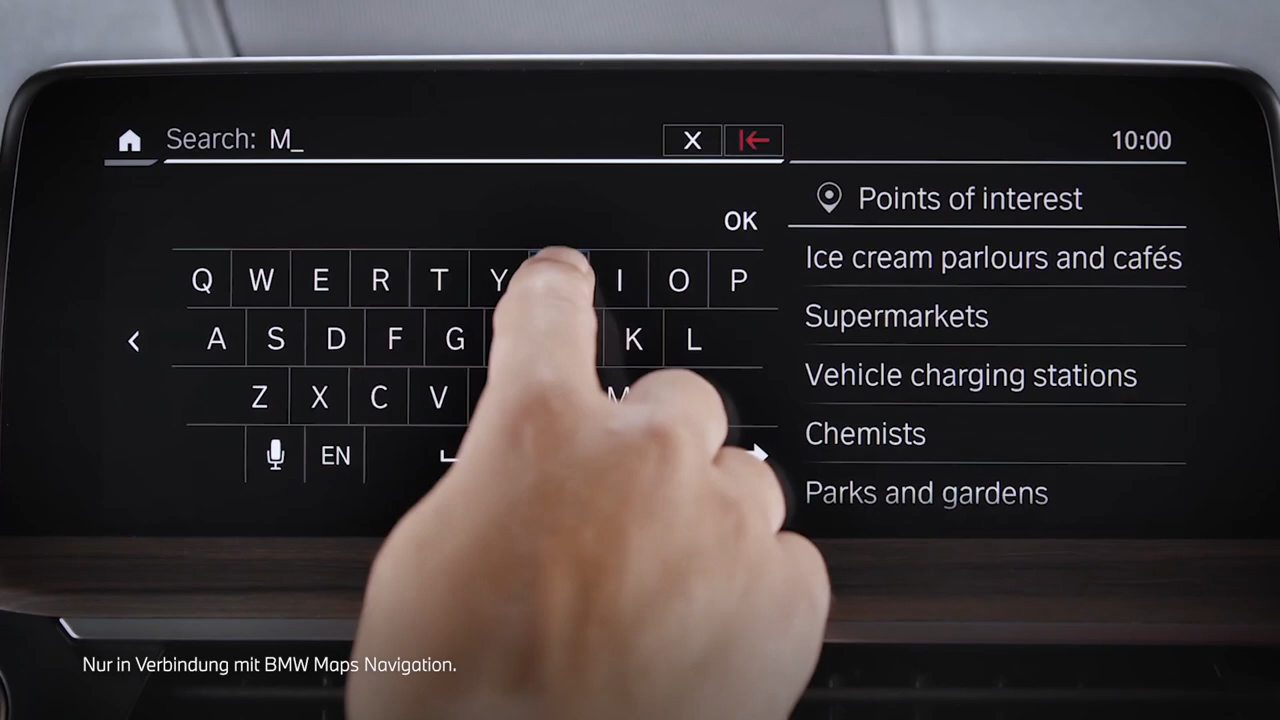 Search: M_
X
10:00
Points of interest
OK
Ice cream parlours and cafés
Q W E R T Y I O P
Supermarkets
A S D F G K L
Vehicle charging stations
Z X C V M
Chemists
EN
Parks and gardens
Nur in Verbindung mit BMW Maps Navigation.